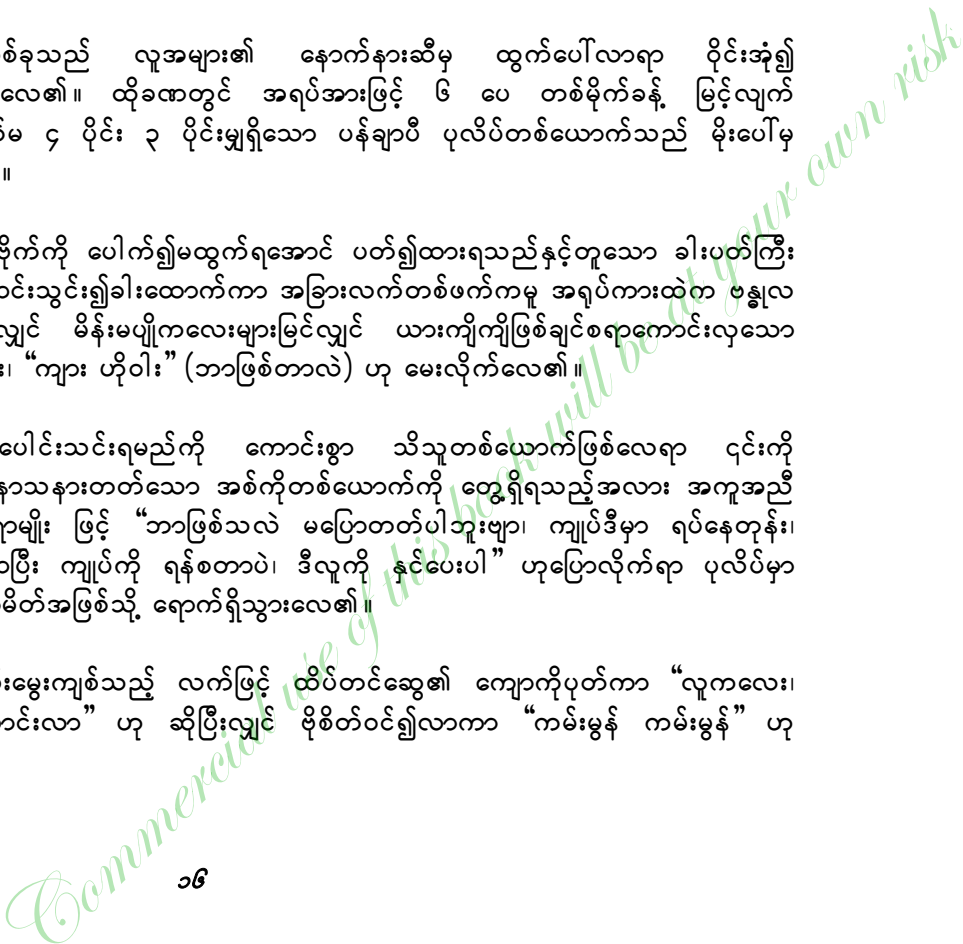 စ်ခုသည် လူအများ၏ နောက်နားဆီမှ ထွက်ပေါ်လာရာ ဝိုင်းအုံ၍
လေ၏။ ထိုခဏတွင် အရပ်အားဖြင့် ၆ ပေ တစ်မိုက်ခန့် မြင့်လျက်
မ ၄ ပိုင်း ၃ ပိုင်းမျှရှိသော ပန်ချာပီ ပုလိပ်တစ်ယောက်သည် မိုးပေါ်မှ
။
ဗိုက်ကို ပေါက်၍မထွက်ရအောင် ပတ်၍ထားရသည်နှင့်တူသော ခါးပတ်ကြီး
ဝင်းသွင်း၍ခါးထောက်ကာ အခြားလက်တစ်ဖက်ကမူ အရုပ်ကားထဲက ဗန္ဓုလ
လျှင် မိန်းမပျိုကလေးများမြင်လျှင် ယားကျိကျိဖြစ်ချင်စရာကောင်းလှသော
း၊ “ကျား ဟိုဝါး” (ဘာဖြစ်တာလဲ) ဟု မေးလိုက်လေ၏။
ပေါင်းသင်းရမည်ကို ကောင်းစွာ သိသူတစ်ယောက်ဖြစ်လေရာ ၎င်းကို
နာသနားတတ်သော အစ်ကိုတစ်ယောက်ကို တွေ့ရှိရသည့်အလား အကူအညီ
ရာမျိုး ဖြင့် “ဘာဖြစ်သလဲ မပြောတတ်ပါဘူးဗျာ၊ ကျုပ်ဒီမှာ ရပ်နေတုန်း၊
ာပြီး ကျုပ်ကို ရန်စတာပဲ၊ ဒီလူကို နှင်ပေးပါ” ဟုပြောလိုက်ရာ ပုလိပ်မှာ
မိတ်အဖြစ်သို့ ရောက်ရှိသွားလေ၏။
းမွေးကျစ်သည့် လက်ဖြင့် ထိပ်တင်ဆွေ၏ ကျောကိုပုတ်ကာ “လူကလေး၊
ာင်းလာ” ဟု ဆိုပြီးလျှင် ဗိုစိတ်ဝင်၍လာကာ “ကမ်းမွန် ကမ်းမွန်” ဟု
၁၆
Commercial use of this book will be at your own risk